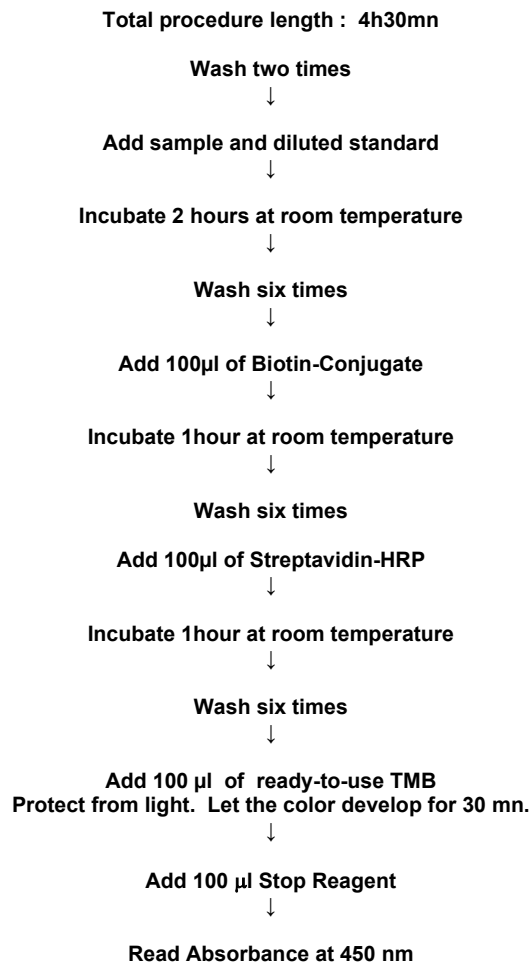 Total procedure length :  4h30mn
Wash two times
↓
Add sample and diluted standard
↓
Incubate 2 hours at room temperature
↓
Wash six times
↓
Add 100µl of Biotin-Conjugate
↓
Incubate 1hour at room temperature
↓
Wash six times
Add 100µl of Streptavidin-HRP
↓
Incubate 1hour at room temperature
↓
Wash six times
↓
Add 100 µl  of  ready-to-use TMB
Protect from light.  Let the color develop for 30 mn.
↓
Add 100 µl Stop Reagent
↓
Read Absorbance at 450 nm